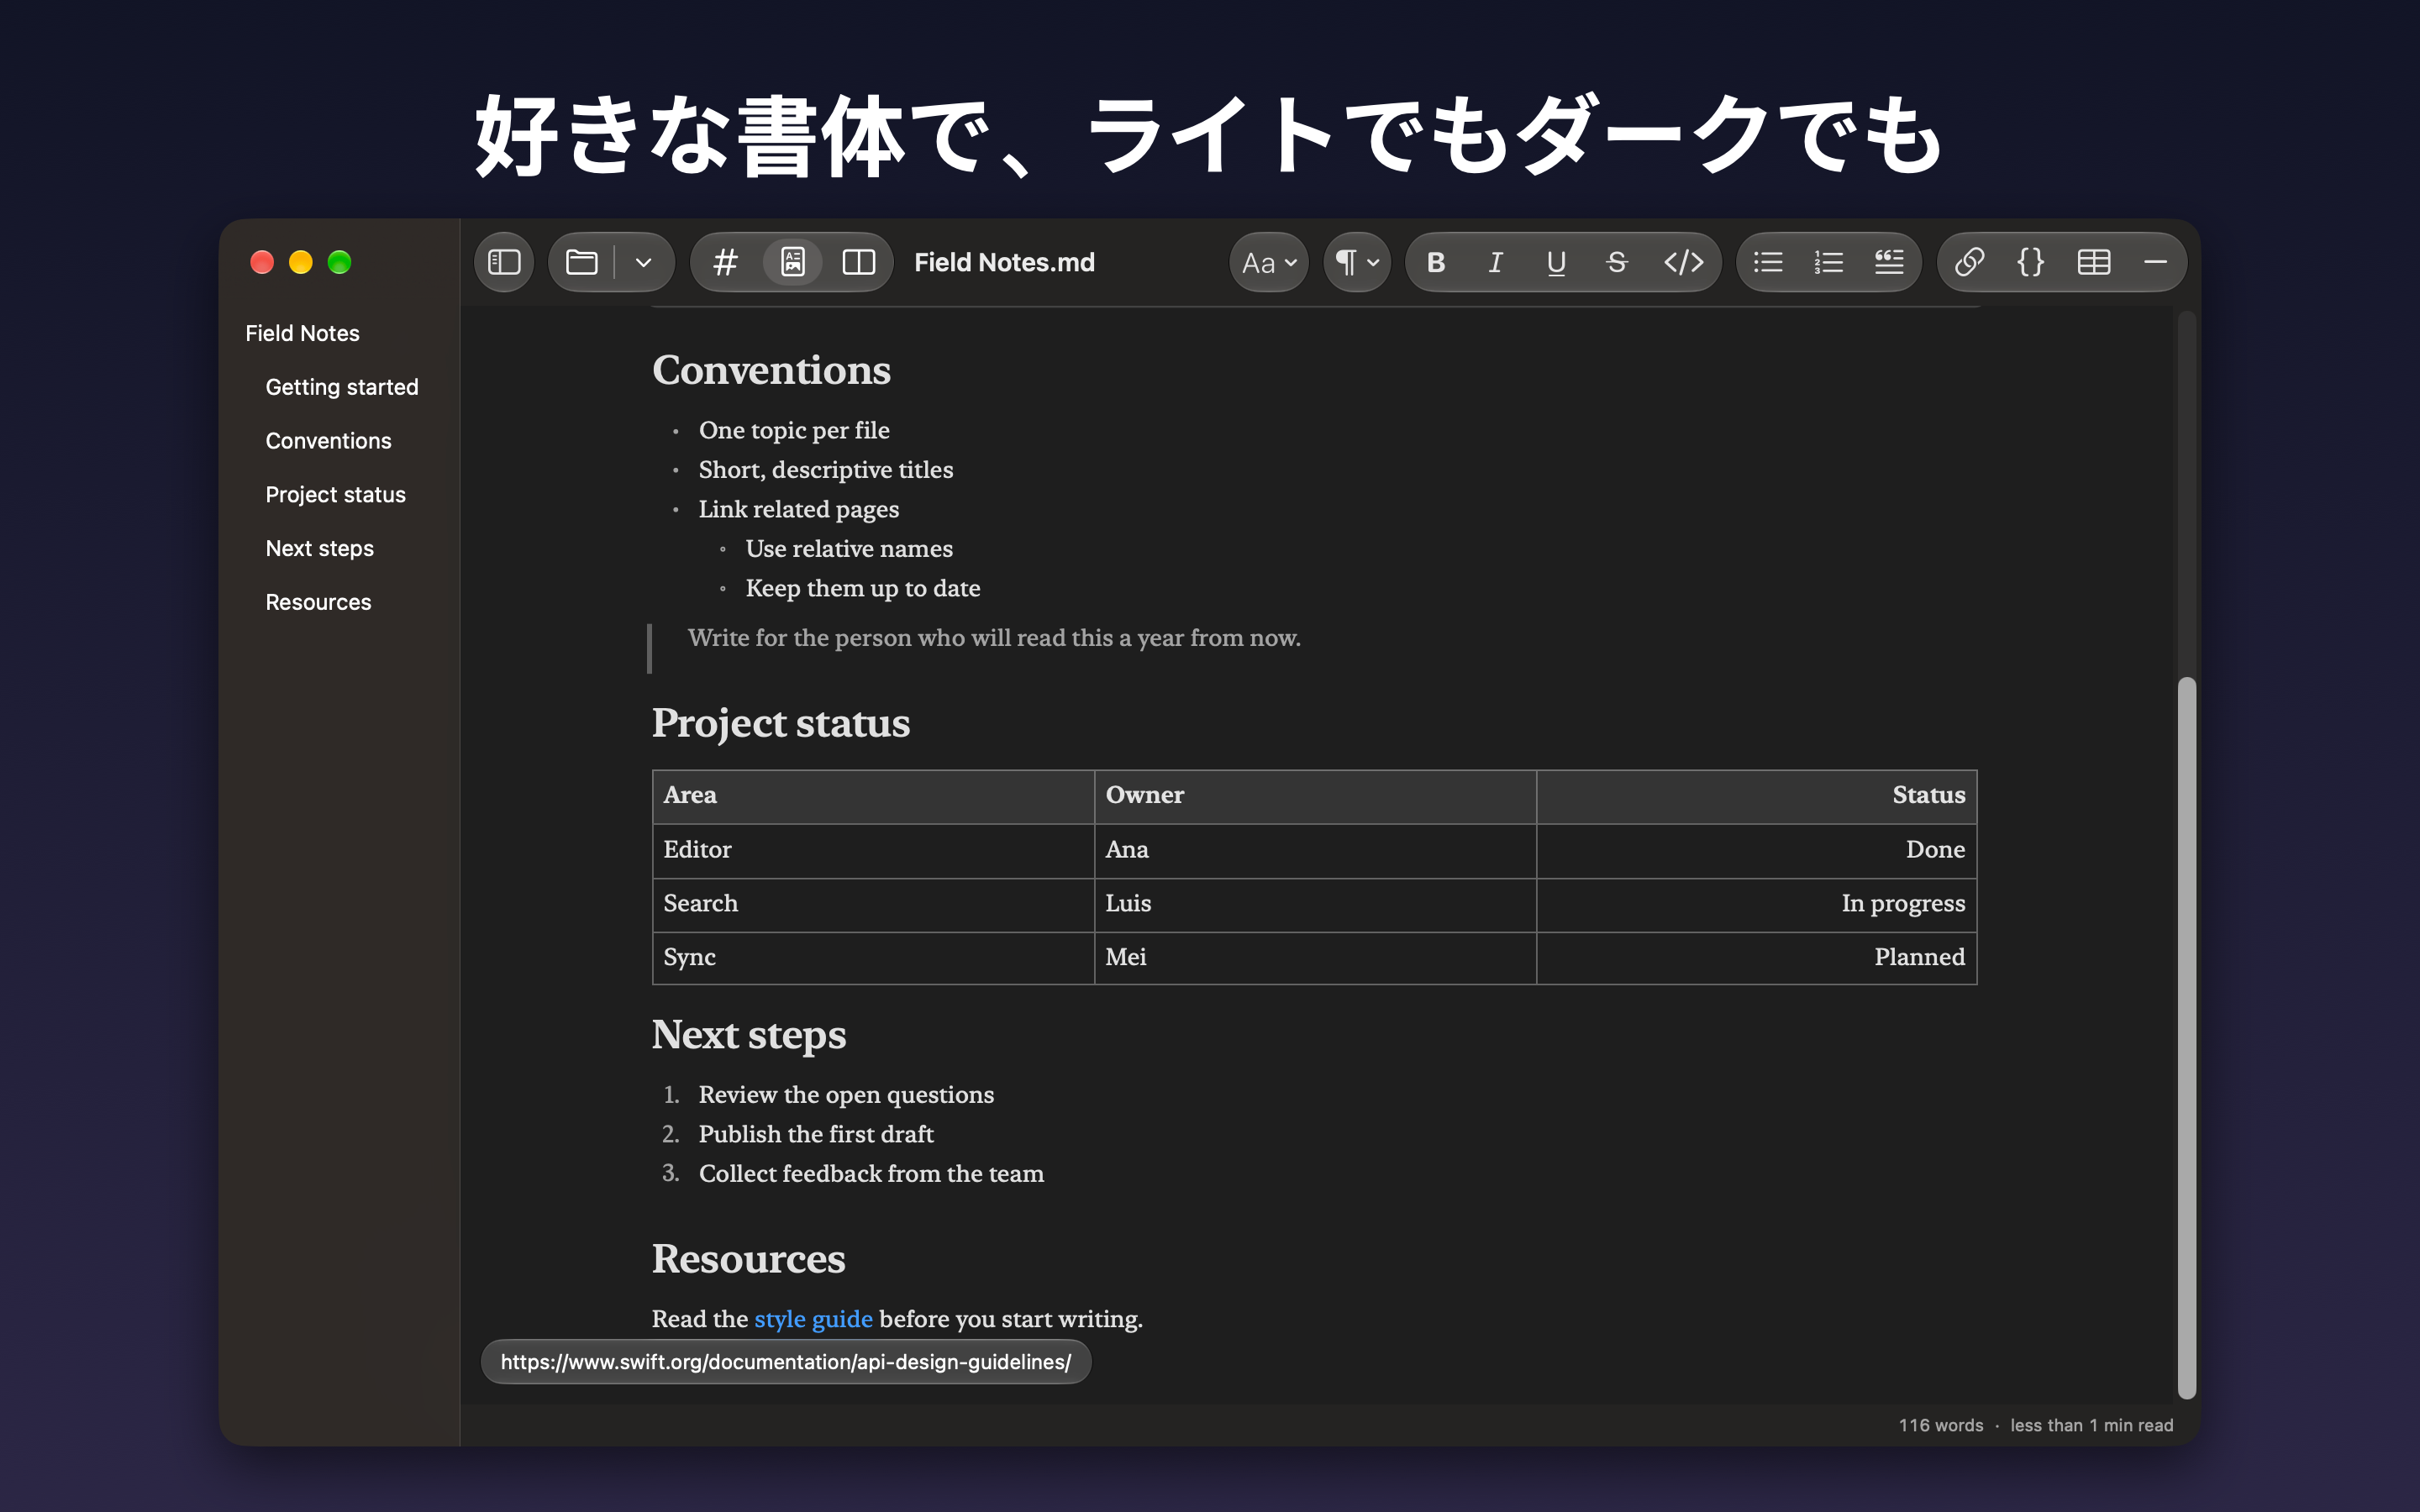 好きな書体で、ライトでもダークでも
Field Notes.md
Aa
B I U S </>
{}
Field Notes
Getting started
Conventions
Project status
Next steps
Resources
Conventions
• One topic per file
• Short, descriptive titles
• Link related pages
◦ Use relative names
◦ Keep them up to date
Write for the person who will read this a year from now.
Project status
Area Owner Status
Editor Ana Done
Search Luis In progress
Sync Mei Planned
Next steps
1. Review the open questions
2. Publish the first draft
3. Collect feedback from the team
Resources
Read the style guide before you start writing.
https://www.swift.org/documentation/api-design-guidelines/
116 words · less than 1 min read